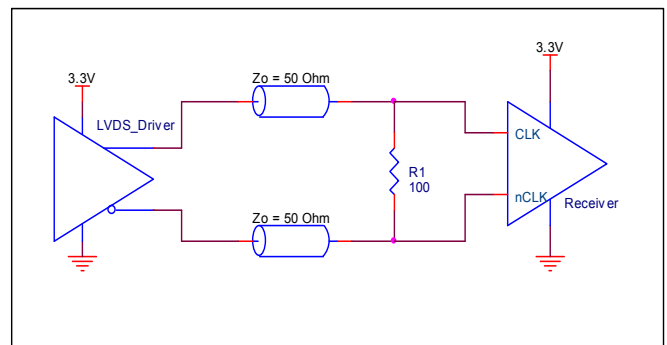 3.3V
LVDS_Driver
Zo = 50 Ohm
Zo = 50 Ohm
R1
100
3.3V
CLK
nCLK
Receiver